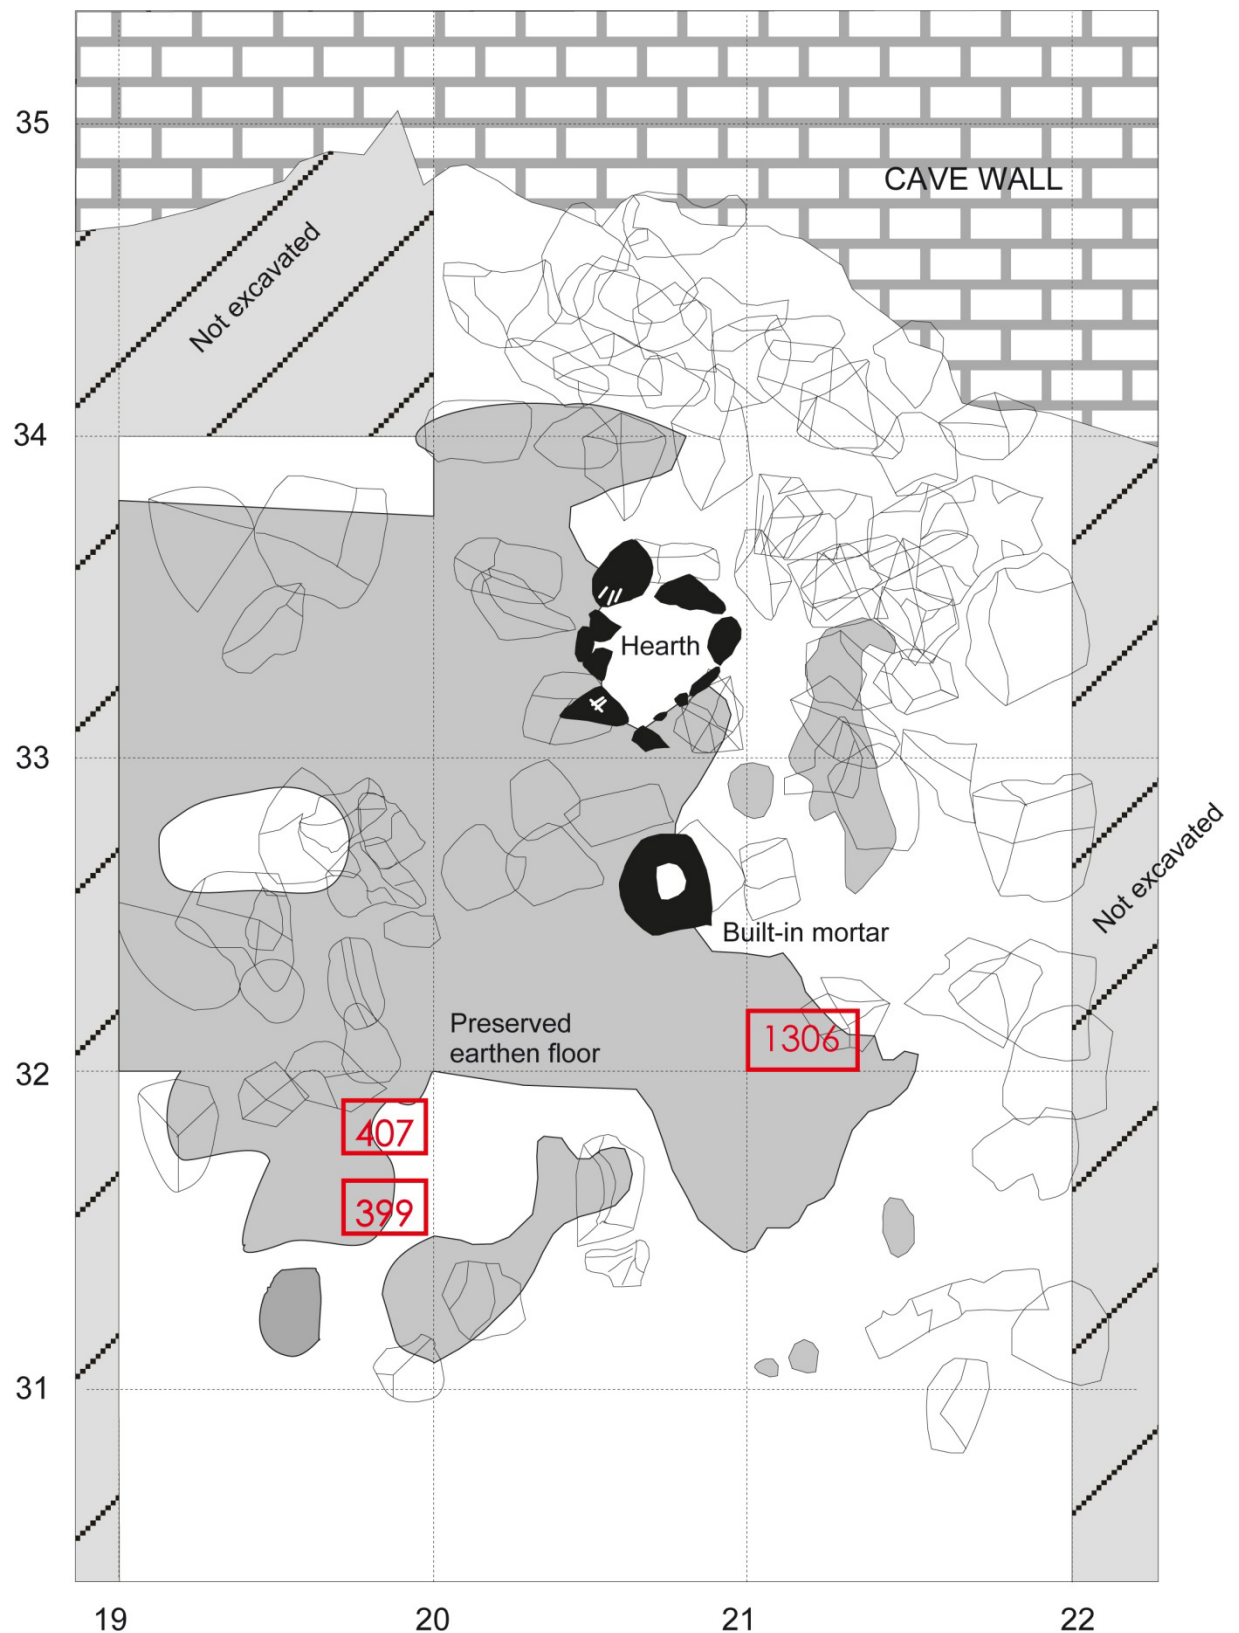 35
CAVE WALL
Not excavated
34
Hearth
33
Not excavated
Built-in mortar
Preserved
earthen floor
1306
32
407
399
31
19
20
21
22